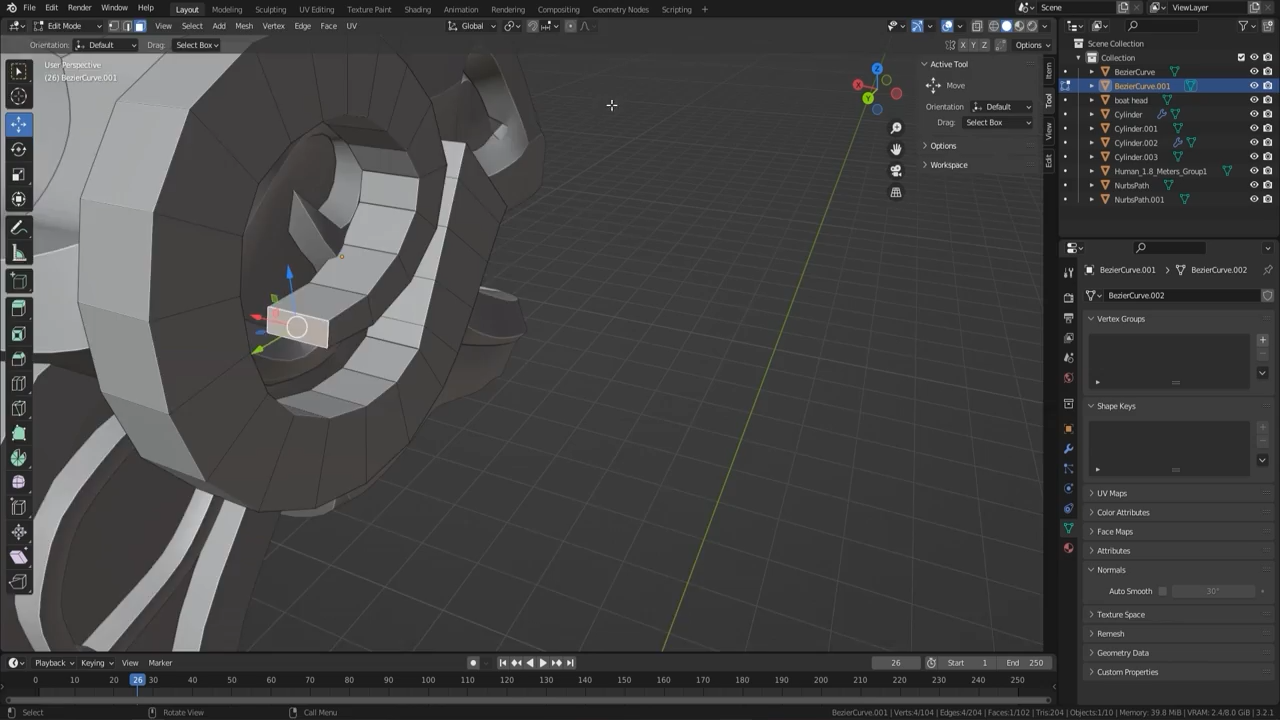 File Edit Render Window Help Layout Modeling Sculpting UV Editing Texture Paint Shading Animation Rendering Compositing Geometry Nodes Scripting + Scene ViewLayer
Edit Mode View Select Add Mesh Vertex Edge Face UV Global
Orientation: Default Drag: Select Box X Y Z Options
User Perspective
(26) BezierCurve.001
Z
X
Y
Active Tool
Move
Orientation Default
Drag: Select Box
Options
Workspace
Item
Tool
View
Edit
Scene Collection
Collection
BezierCurve
BezierCurve.001
boat head
Cylinder
Cylinder.001
Cylinder.002
Cylinder.003
Human_1.8_Meters_Group1
NurbsPath
NurbsPath.001
BezierCurve.001 BezierCurve.002
BezierCurve.002
Vertex Groups
Shape Keys
UV Maps
Color Attributes
Face Maps
Attributes
Normals
Auto Smooth 30°
Texture Space
Remesh
Geometry Data
Custom Properties
Playback Keying View Marker 26 Start 1 End 250
0 10 20 26 30 40 50 60 70 80 90 100 110 120 130 140 150 160 170 180 190 200 210 220 230 240 250
Select Rotate View Call Menu BezierCurve.001 | Verts:4/104 | Edges:4/204 | Faces:1/102 | Tris:204 | Objects:1/10 | Memory: 39.8 MiB | VRAM: 2.4/8.0 GiB | 3.2.1